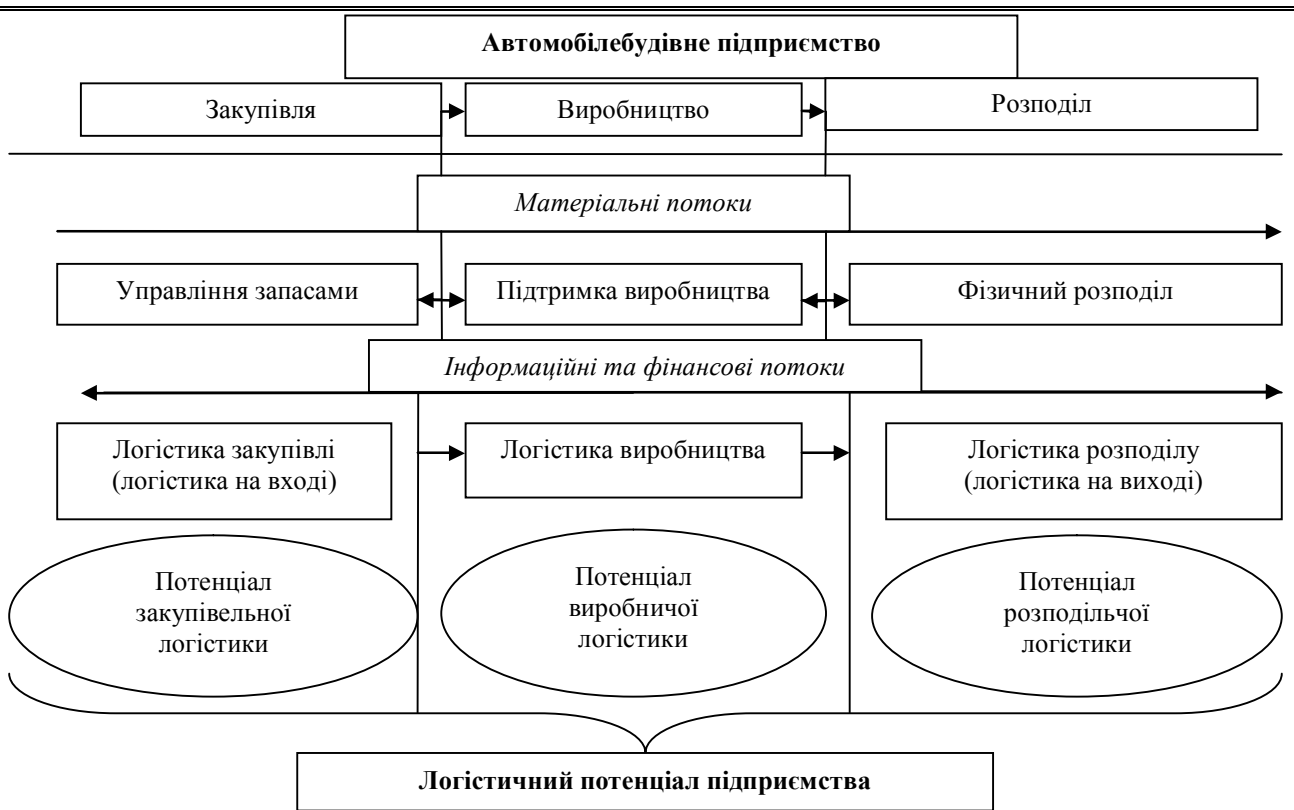 Автомобілебудівне підприємство
Закупівля
Виробництво
Розподіл
Матеріальні потоки
Управління запасами
Підтримка виробництва
Фізичний розподіл
Інформаційні та фінансові потоки
Логістика закупівлі
(логістика на вході)
Логістика виробництва
Логістика розподілу
(логістика на виході)
Потенціал
закупівельної
логістики
Потенціал
виробничої
логістики
Потенціал
розподільчої
логістики
Логістичний потенціал підприємства